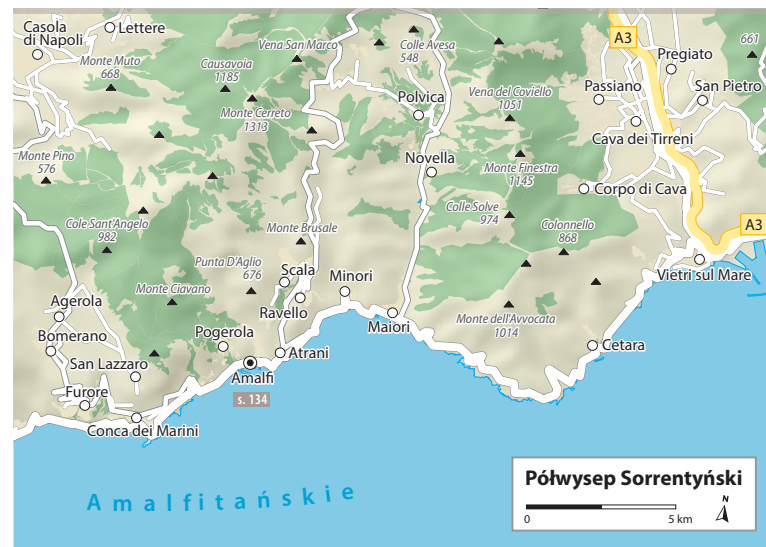 Casola
di Napoli
Lettere
Monte Muto
668
Causavoia
1185
Vena San Marco
Colle Avesa
548
A3
Pregiato
661
Monte Cerreto
1313
Polvica
Vena del Coviello
1051
Passiano
San Pietro
Cava dei Tirreni
Monte Pino
576
Novella
Monte Finestra
1145
Corpo di Cava
Cole Sant'Angelo
982
Monte Brusale
Colle Solve
974
Colonnello
868
A3
Punta D'Aglio
676
Scala
Minori
Vietri sul Mare
Monte Ciavano
Ravello
Agerola
Maiori
Monte dell'Avvocata
1014
Bomerano
Pogerola
Atrani
Cetara
San Lazzaro
Amalfi
Furore
s. 134
Conca dei Marini
Amalfitańskie
Półwysep Sorrentyński
N
0
5 km